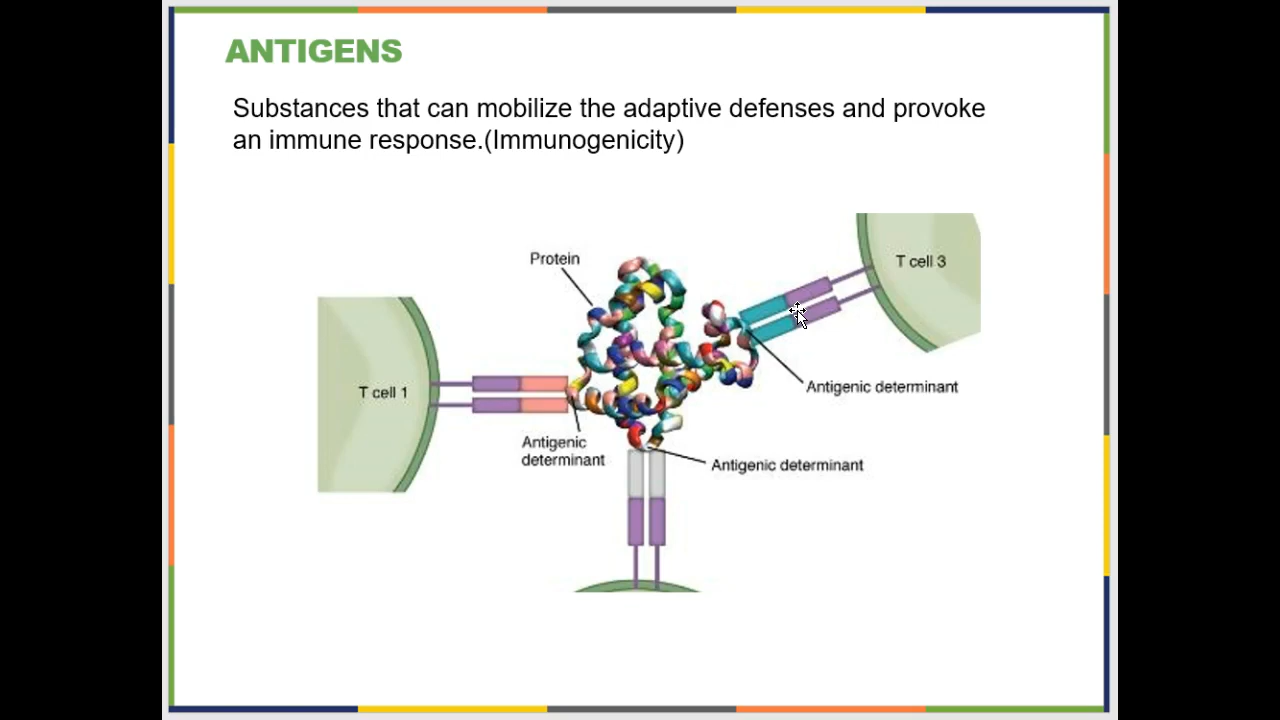 ANTIGENS
Substances that can mobilize the adaptive defenses and provoke
an immune response.(Immunogenicity)
Protein
T cell 3
T cell 1
Antigenic determinant
Antigenic
determinant
Antigenic determinant